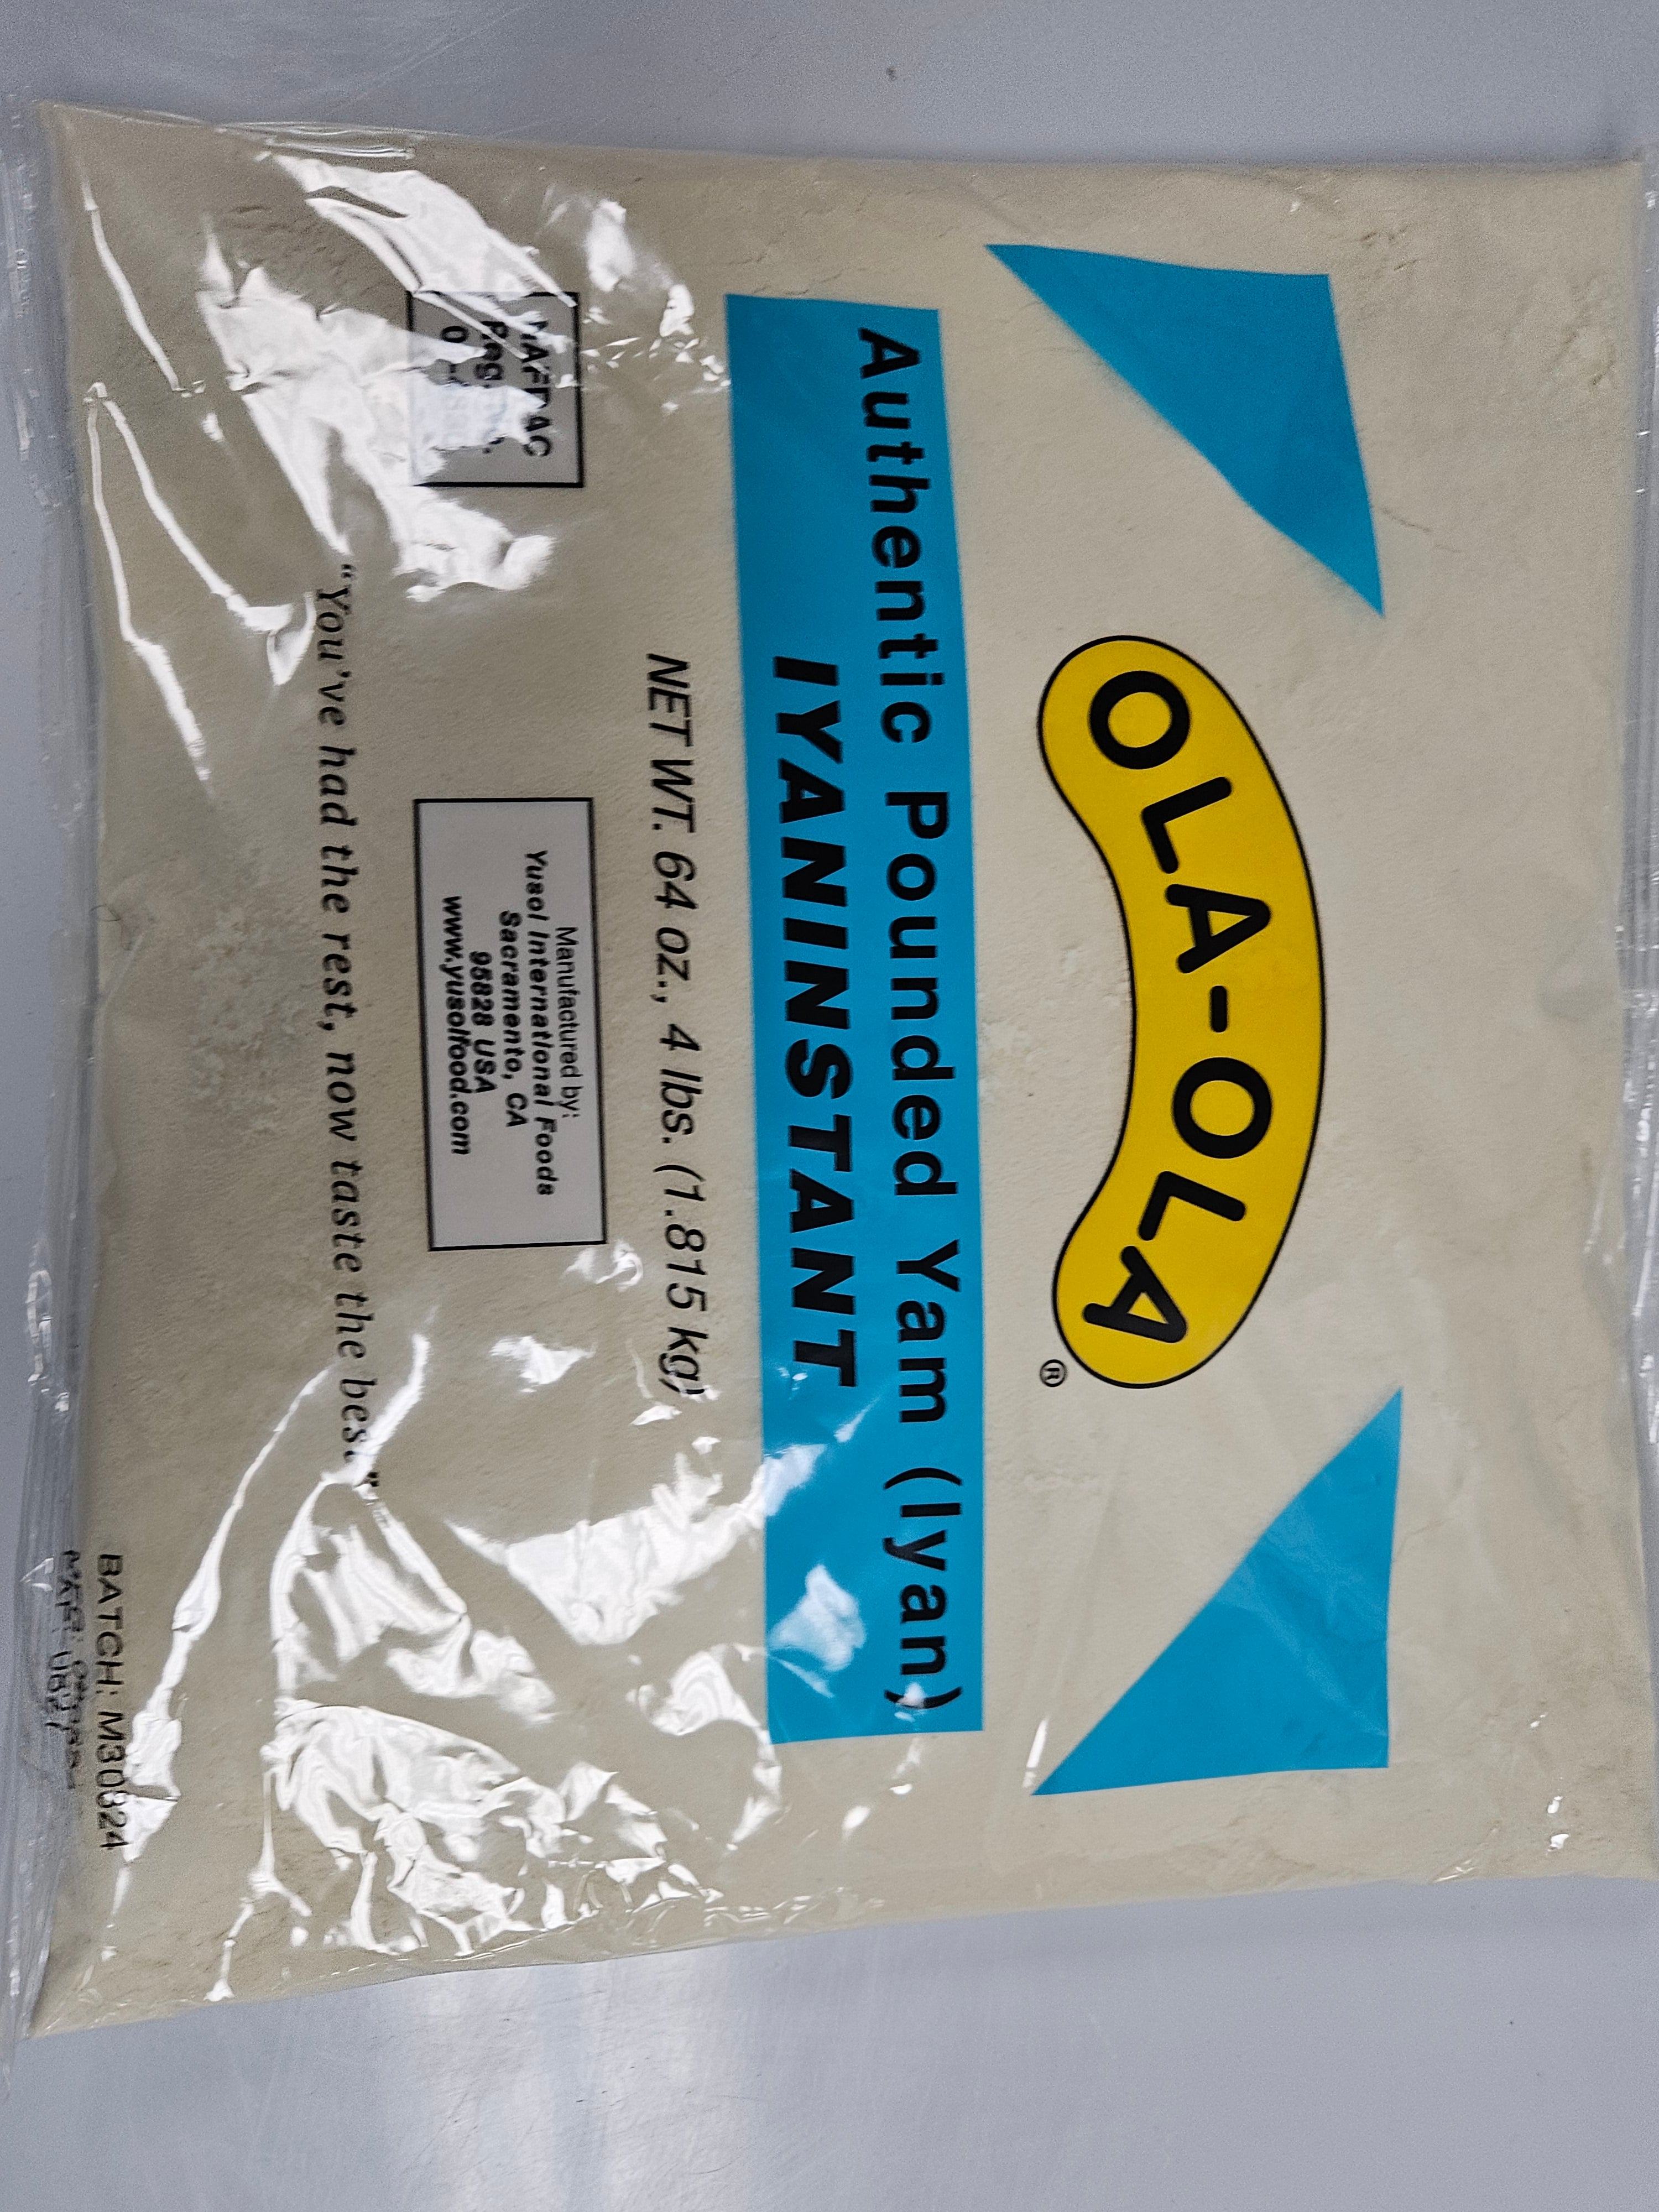 OLA-OLA
®
Authentic Pounded Yam (Iyan)
IYANINSTANT
NET WT. 64 oz., 4 lbs. (1.815 kg)
NAFDAC
Manufactured by:
Yusol International Foods
Sacramento, CA
95828 USA
www.yusolfood.com
"You've had the rest, now taste the best"
BATCH: M30824